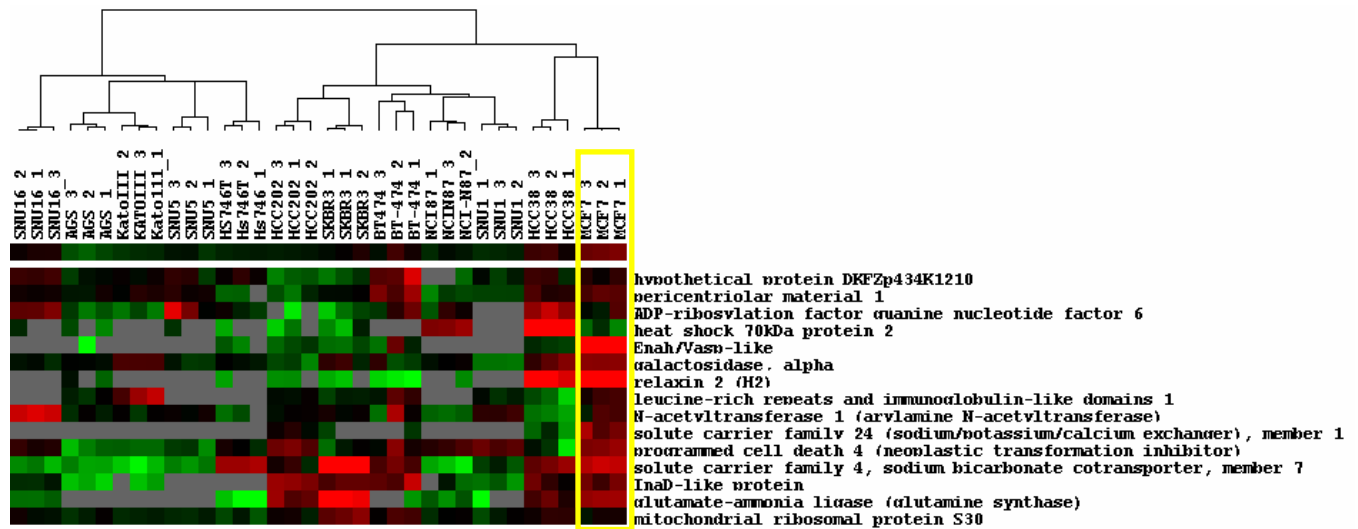 SNU16 2
SNU16 1
SNU16 3
AGS 3_
AGS 2
AGS 1
KatoIII 2
KATOIII 3
Kato111_1
SNU5 3
SNU5 2
SNU5 1
HS746T 3
Hs746T 2
Hs746 1
HCC202 3
HCC202 1
HCC202 2
SKBR3 1
SKBR3 1
SKBR3 2
BT474 3
BT-474 2
BT-474 1
NCI87 1
NCIN87 3
NCI-N87_2
SNU1 1
SNU1 3
SNU1 2
HCC38 3
HCC38 2
HCC38 1
MCF7 3
MCF7 2
MCF7 1
hypothetical protein DKFZp434K1210
pericentriolar material 1
ADP-ribosylation factor guanine nucleotide factor 6
heat shock 70kDa protein 2
Enah/Vasp-like
galactosidase, alpha
relaxin 2 (H2)
leucine-rich repeats and immunoglobulin-like domains 1
N-acetyltransferase 1 (arylamine N-acetyltransferase)
solute carrier family 24 (sodium/potassium/calcium exchanger), member 1
programmed cell death 4 (neoplastic transformation inhibitor)
solute carrier family 4, sodium bicarbonate cotransporter, member 7
InaD-like protein
glutamate-ammonia ligase (glutamine synthase)
mitochondrial ribosomal protein S30